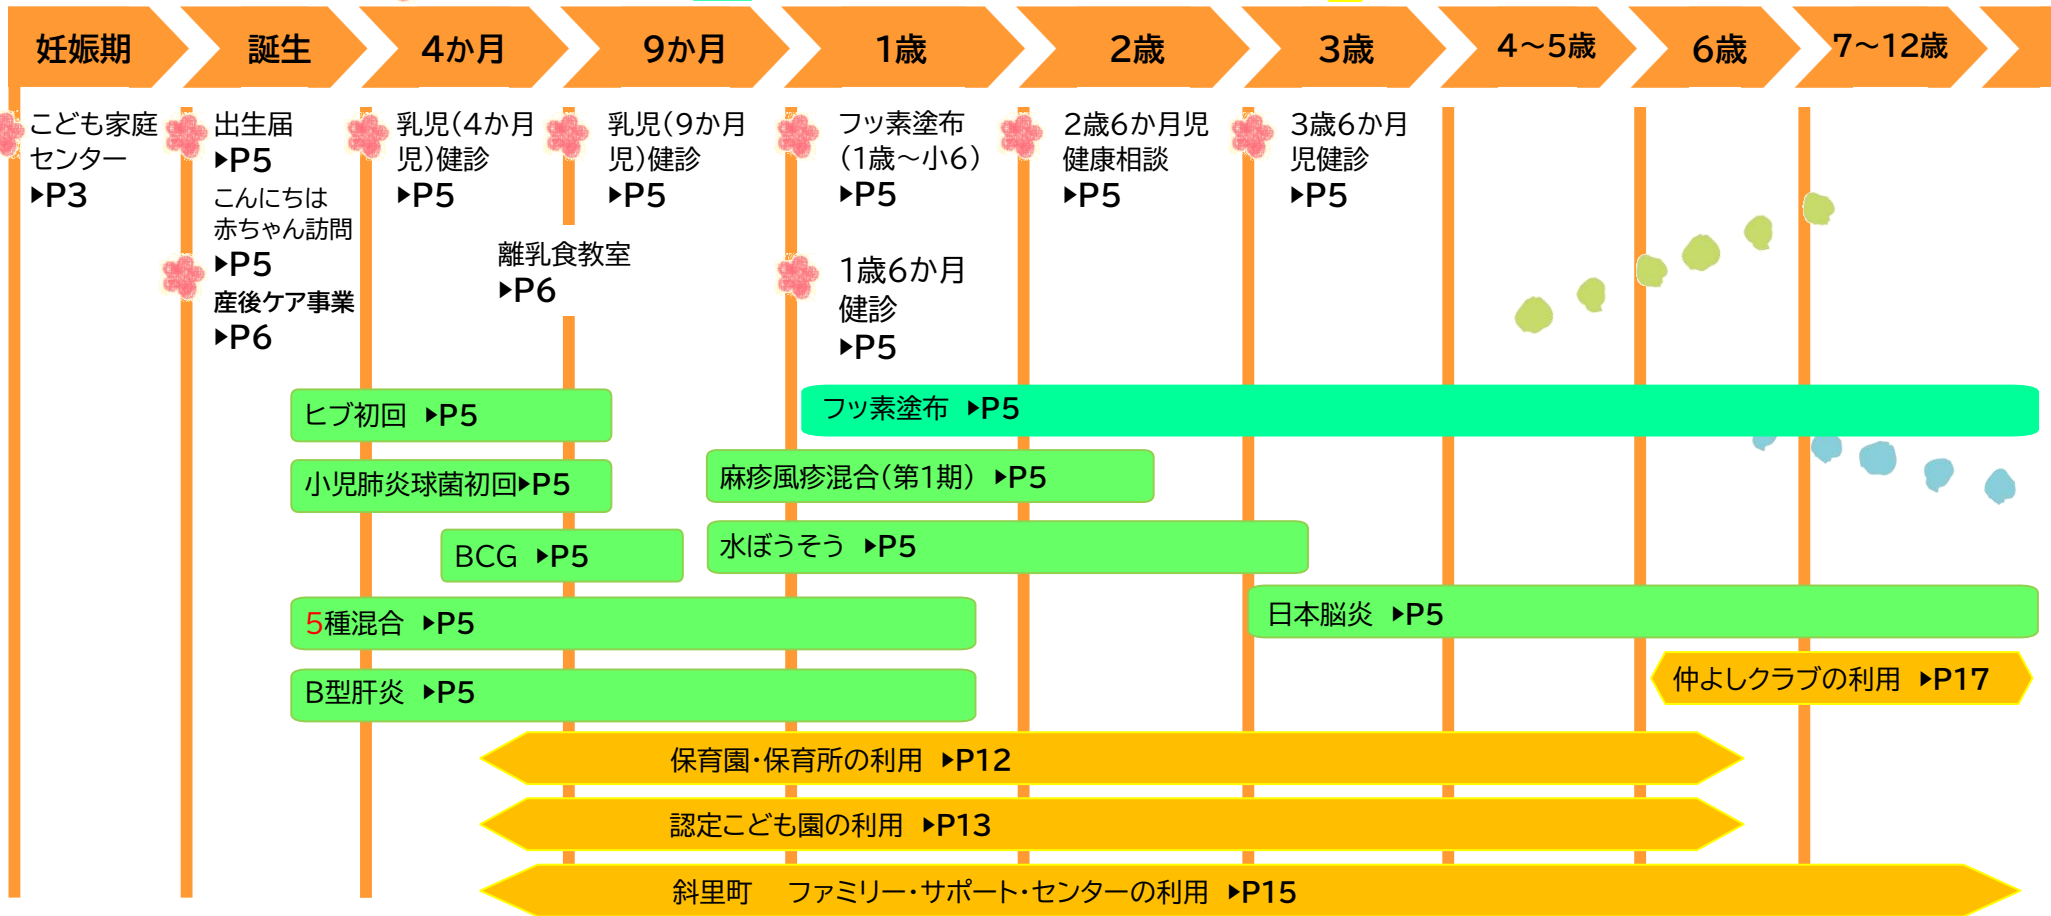 妊娠期
誕生
4か月
9か月
1歳
2歳
3歳
4〜5歳
6歳
7〜12歳
こども家庭
センター
▶P3
出生届
▶P5
こんにちは
赤ちゃん訪問
▶P5
産後ケア事業
▶P6
乳児(4か月
児)健診
▶P5
乳児(9か月
児)健診
▶P5
離乳食教室
▶P6
フッ素塗布
(1歳〜小6)
▶P5
1歳6か月
健診
▶P5
2歳6か月児
健康相談
▶P5
3歳6か月
児健診
▶P5
ヒブ初回 ▶P5
フッ素塗布 ▶P5
小児肺炎球菌初回▶P5
麻疹風疹混合(第1期) ▶P5
BCG ▶P5
水ぼうそう ▶P5
5種混合 ▶P5
日本脳炎 ▶P5
B型肝炎 ▶P5
仲よしクラブの利用 ▶P17
保育園・保育所の利用 ▶P12
認定こども園の利用 ▶P13
斜里町 ファミリー・サポート・センターの利用 ▶P15